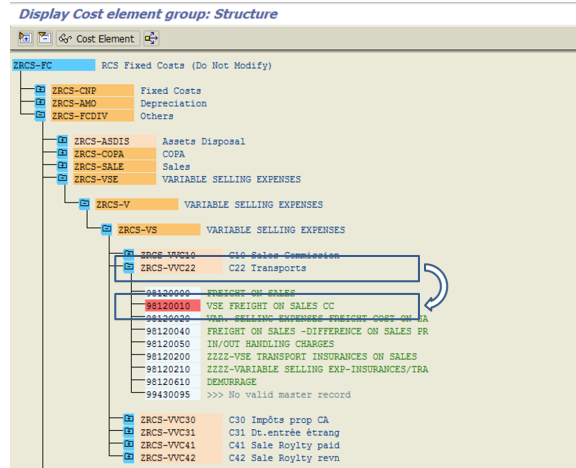 Display Cost element group: Structure
Cost Element
ZRCS-FC RCS Fixed Costs (Do Not Modify)
ZRCS-CNP Fixed Costs
ZRCS-AMO Depreciation
ZRCS-FCDIV Others
ZRCS-ASDIS Assets Disposal
ZRCS-COPA COPA
ZRCS-SALE Sales
ZRCS-VSE VARIABLE SELLING EXPENSES
ZRCS-V VARIABLE SELLING EXPENSES
ZRCS-VS VARIABLE SELLING EXPENSES
ZRCS-VVC10 C10 Sales Commission
ZRCS-VVC22 C22 Transports
98120000 FREIGHT ON SALES
98120010 VSE FREIGHT ON SALES CC
98120020 VAR. SELLING EXPENSES FREIGHT COST ON SA
98120040 FREIGHT ON SALES -DIFFERENCE ON SALES PR
98120050 IN/OUT HANDLING CHARGES
98120200 ZZZZ-VSE TRANSPORT INSURANCES ON SALES
98120210 ZZZZ-VARIABLE SELLING EXP-INSURANCES/TRA
98120610 DEMURRAGE
99430095 >>> No valid master record
ZRCS-VVC30 C30 Impôts prop CA
ZRCS-VVC31 C31 Dt.entrée étrang
ZRCS-VVC41 C41 Sale Roylty paid
ZRCS-VVC42 C42 Sale Roylty revn